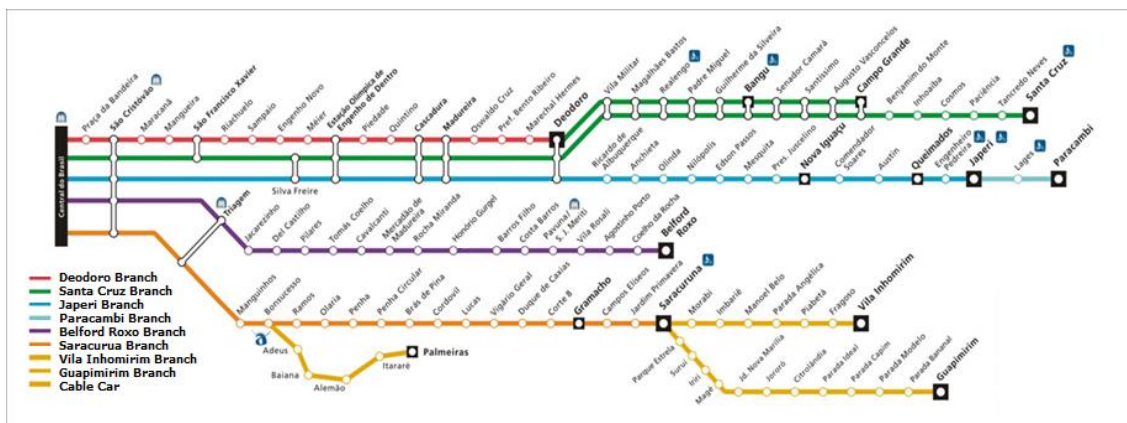 Central do Brasil
Praça da Bandeira
São Cristóvão
Maracanã
Mangueira
São Francisco Xavier
Riachuelo
Sampaio
Engenho Novo
Méier
Estação Olímpica de
Engenho de Dentro
Piedade
Quintino
Cascadura
Madureira
Oswaldo Cruz
Pref. Bento Ribeiro
Marechal Hermes
Deodoro
Vila Militar
Magalhães Bastos
Realengo
Padre Miguel
Guilherme da Silveira
Bangu
Senador Camará
Santíssimo
Augusto Vasconcelos
Campo Grande
Benjamim do Monte
Inhoaíba
Cosmos
Paciência
Tancredo Neves
Santa Cruz
Silva Freire
Ricardo de
Albuquerque
Anchieta
Olinda
Nilópolis
Edson Passos
Mesquita
Pres. Juscelino
Nova Iguaçu
Comendador
Soares
Austin
Queimados
Engenheiro
Pedreira
Japeri
Lages
Paracambi
Triagem
Jacarezinho
Del Castilho
Pilares
Tomás Coelho
Cavalcanti
Mercadão de
Madureira
Rocha Miranda
Honório Gurgel
Barros Filho
Costa Barros
Pavuna/
S. J. Meriti
Vila Rosali
Agostinho Porto
Coelho da Rocha
Belford
Roxo
Manguinhos
Bonsucesso
Ramos
Olaria
Penha
Penha Circular
Brás de Pina
Cordovil
Lucas
Vigário Geral
Duque de Caxias
Corte 8
Gramacho
Campos Elíseos
Jardim Primavera
Saracuruna
Morabi
Imbariê
Manoel Belo
Parada Angélica
Piabetá
Fragoso
Vila Inhomirim
Adeus
Baiana
Alemão
Itararé
Palmeiras
Parque Estrela
Suruí
Iriri
Magé
Jd. Nova Marília
Jororó
Citrolândia
Parada Ideal
Parada Capim
Parada Modelo
Parada Bananal
Guapimirim
Deodoro Branch
Santa Cruz Branch
Japeri Branch
Paracambi Branch
Belford Roxo Branch
Saracurua Branch
Vila Inhomirim Branch
Guapimirim Branch
Cable Car